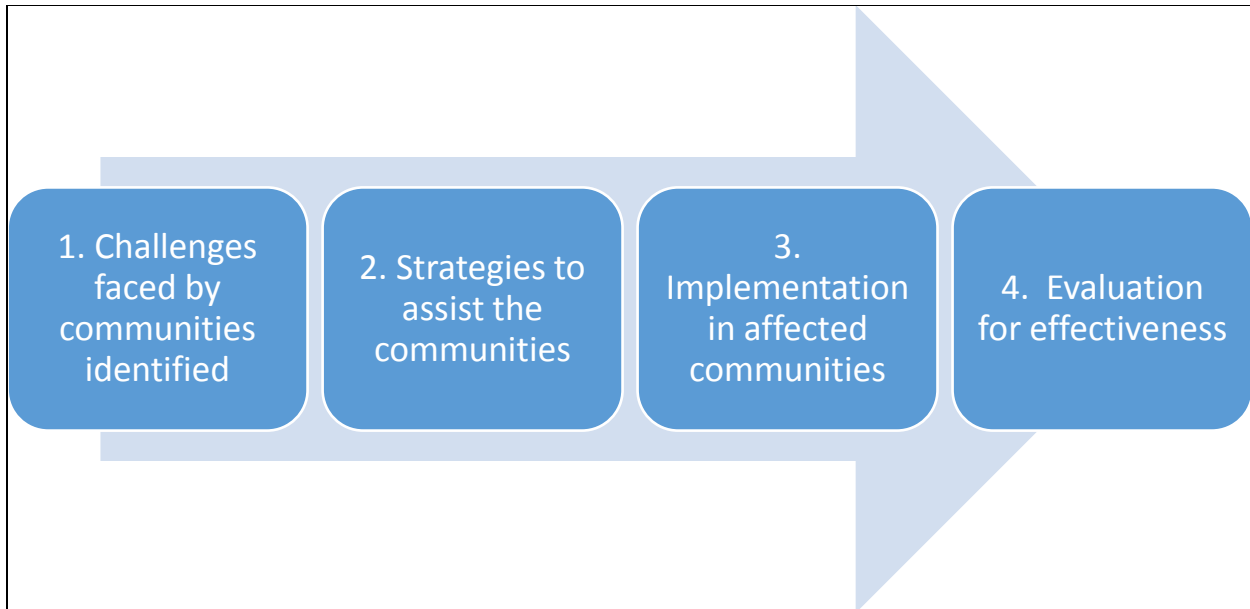 1. Challenges
faced by
communities
identified
2. Strategies to
assist the
communities
3.
Implementation
in affected
communities
4.  Evaluation
for effectiveness